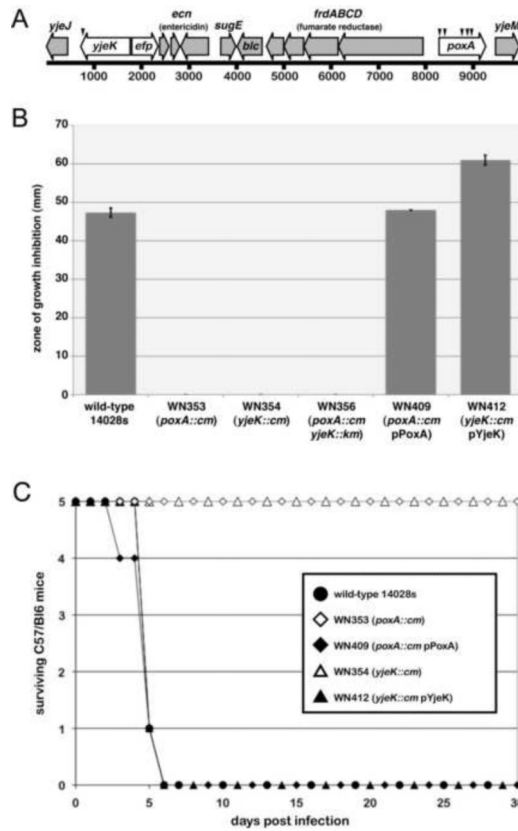 A
yjeJ
ecn
(entericidin)
sugE
frdABCD
(fumarate reductase)
yjeM
yjeK
efp
blc
poxA
1000 2000 3000 4000 5000 6000 7000 8000 9000
B
zone of growth inhibition (mm)
70
60
50
40
30
20
10
0
wild-type 14028s
WN353 (poxA::cm)
WN354 (yjeK::cm)
WN356 (poxA::cm yjeK::km)
WN409 (poxA::cm pPoxA)
WN412 (yjeK::cm pYjeK)
C
surviving C57/Bl6 mice
5
4
3
2
1
0
wild-type 14028s
WN353 (poxA::cm)
WN409 (poxA::cm pPoxA)
WN354 (yjeK::cm)
WN412 (yjeK::cm pYjeK)
0 5 10 15 20 25 30
days post infection